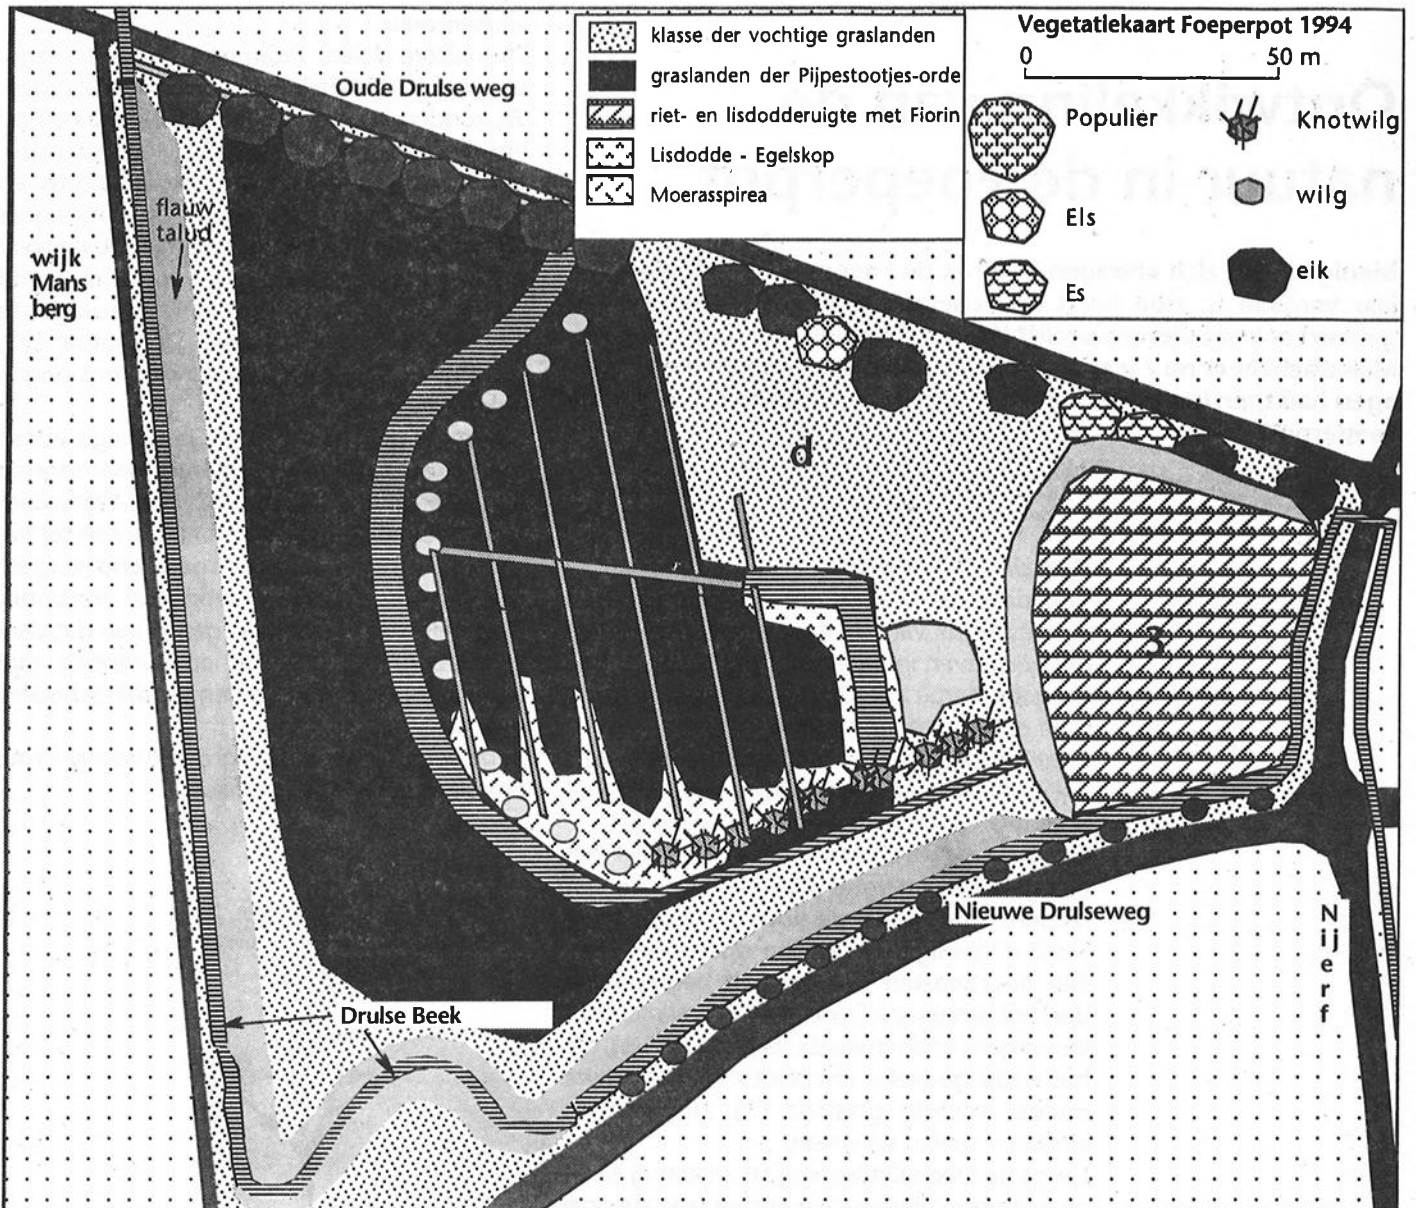 Vegetatiekaart Foeperpot 1994
0 50 m
klasse der vochtige graslanden
graslanden der Pijpestootjes-orde
riet- en lisdodderuigte met Fiorin
Lisdodde - Egelskop
Moerasspirea
Populier
Knotwilg
Els
wilg
Es
eik
Oude Drulse weg
flauw
talud
wijk
'Mans
berg
d
3
Nieuwe Drulseweg
Nijerf
Drulse Beek